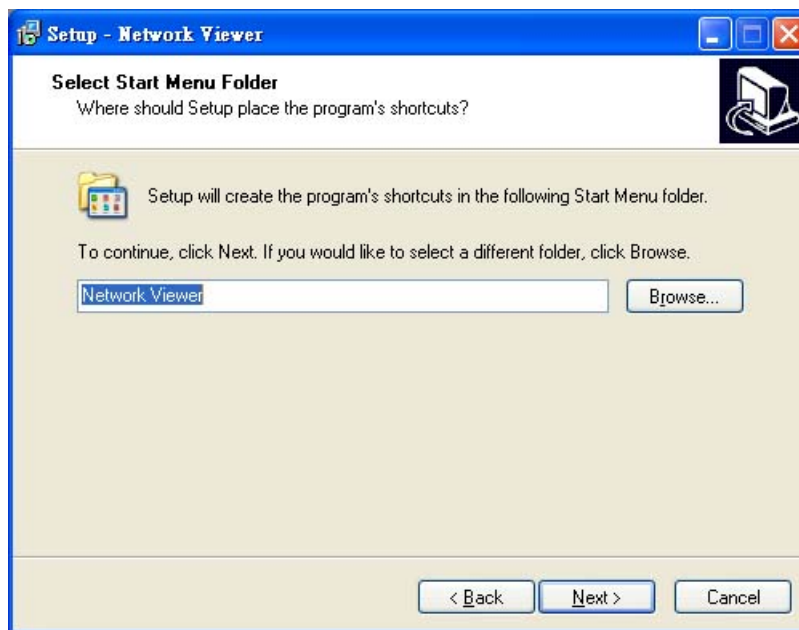 Setup - Network Viewer
Select Start Menu Folder
Where should Setup place the program's shortcuts?
Setup will create the program's shortcuts in the following Start Menu folder.
To continue, click Next. If you would like to select a different folder, click Browse.
Network Viewer
Browse...
< Back
Next >
Cancel